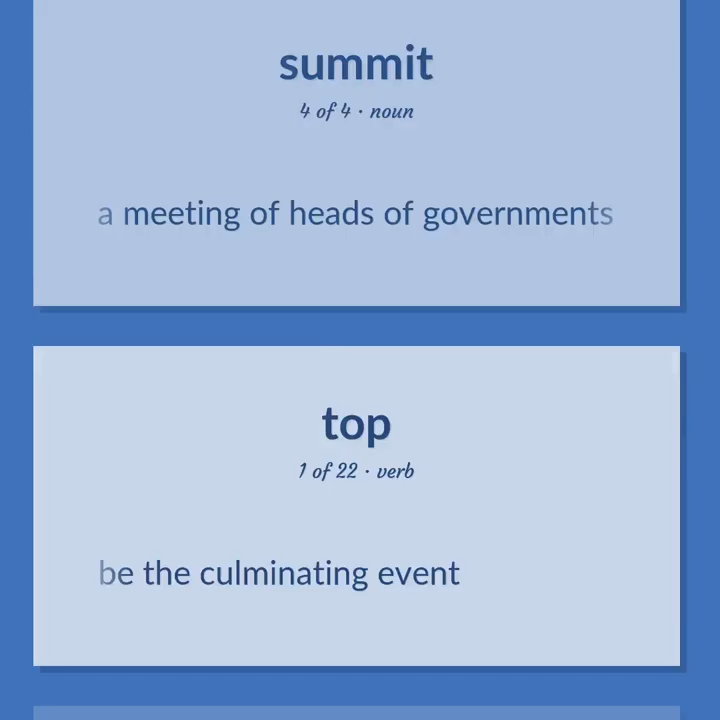 summit
4 of 4 · noun
a meeting of heads of governments
top
1 of 22 · verb
be the culminating event